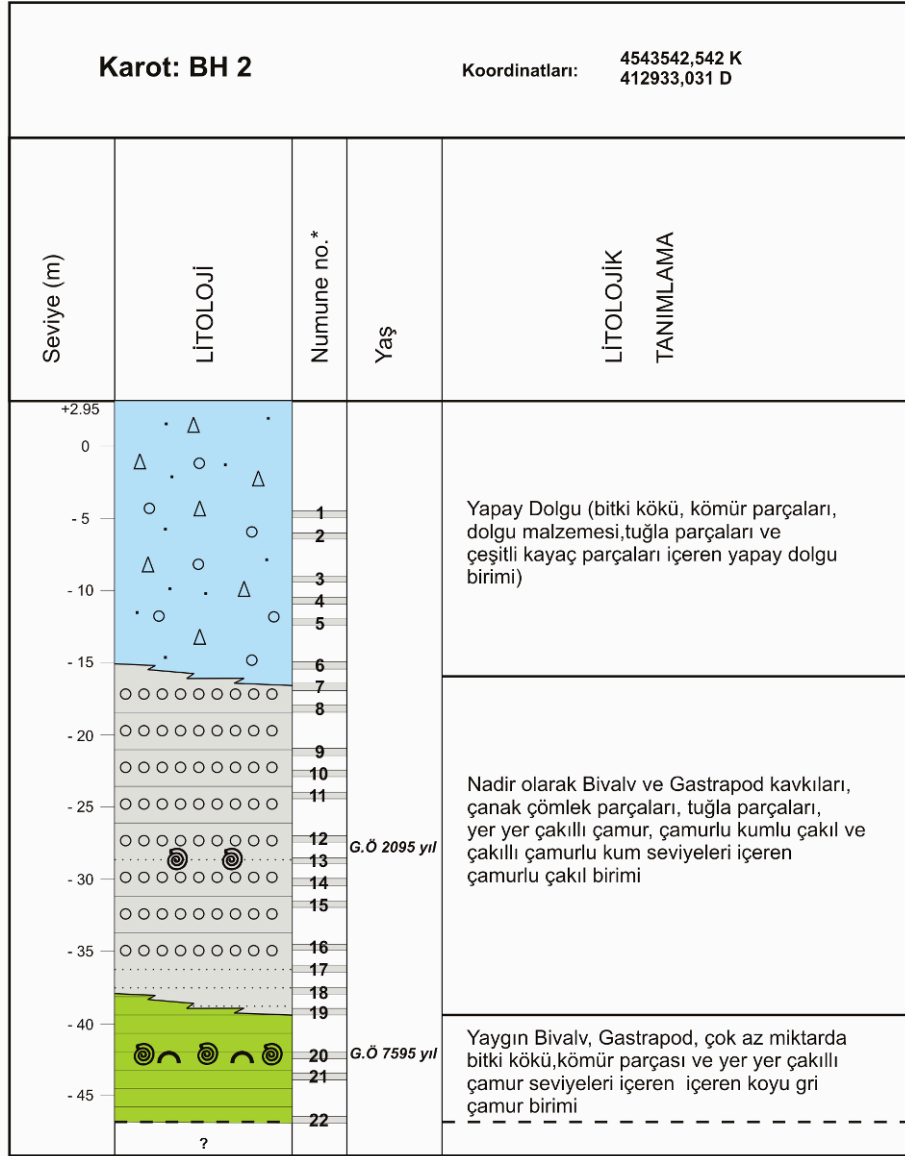 Karot: BH 2
Koordinatları:
4543542,542 K
412933,031 D
Seviye (m)
LİTOLOJİ
Numune no.*
Yaş
LİTOLOJİK
TANIMLAMA
+2.95
0
- 5
- 10
- 15
- 20
- 25
- 30
- 35
- 40
- 45
1
2
3
4
5
6
7
8
9
10
11
12
13
14
15
16
17
18
19
20
21
22
G.Ö 2095 yıl
G.Ö 7595 yıl
Yapay Dolgu (bitki kökü, kömür parçaları,
dolgu malzemesi,tuğla parçaları ve
çeşitli kayaç parçaları içeren yapay dolgu
birimi)
Nadir olarak Bivalv ve Gastrapod kavkıları,
çanak çömlek parçaları, tuğla parçaları,
yer yer çakıllı çamur, çamurlu kumlu çakıl ve
çakıllı çamurlu kum seviyeleri içeren
çamurlu çakıl birimi
Yaygın Bivalv, Gastrapod, çok az miktarda
bitki kökü,kömür parçası ve yer yer çakıllı
çamur seviyeleri içeren içeren koyu gri
çamur birimi
?